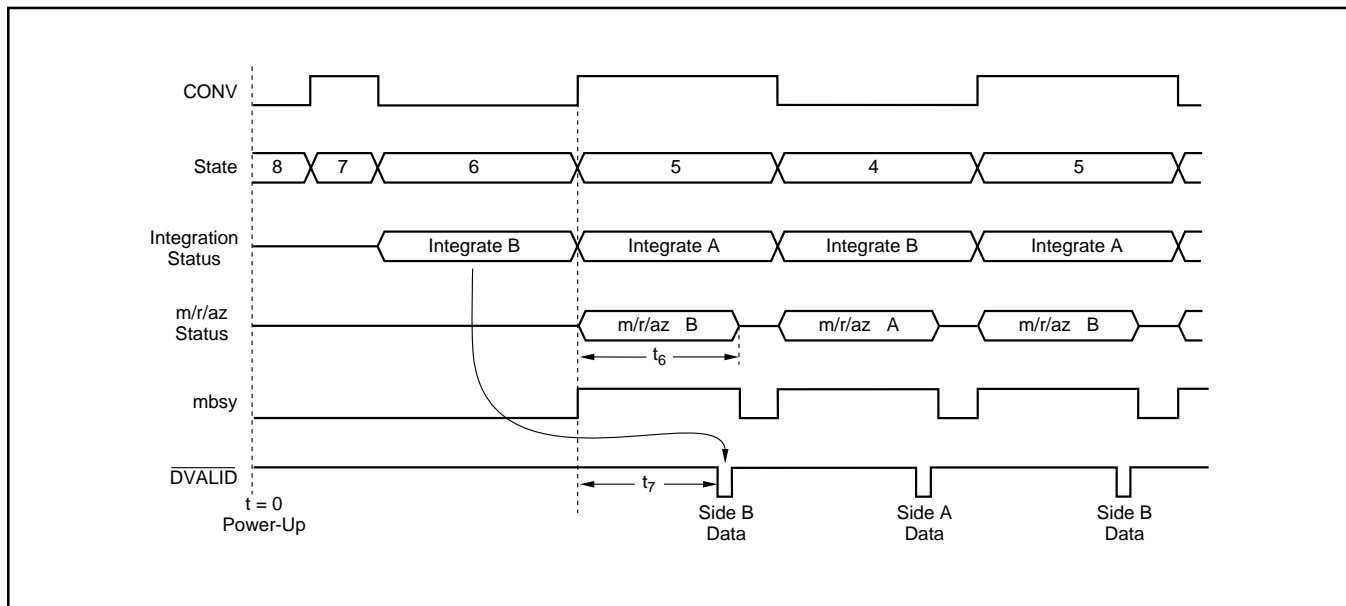 CONV
State
8 7 6 5 4 5
Integration
Status
Integrate B Integrate A Integrate B Integrate A
m/r/az
Status
m/r/az B m/r/az A m/r/az B
t6
mbsy
DVALID
t7
t = 0
Power-Up
Side B
Data
Side A
Data
Side B
Data